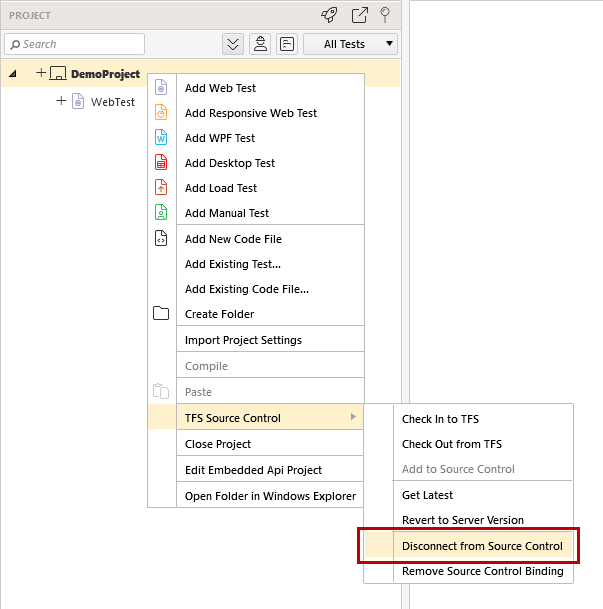 PROJECT
Search
All Tests
DemoProject
WebTest
Add Web Test
Add Responsive Web Test
Add WPF Test
Add Desktop Test
Add Load Test
Add Manual Test
Add New Code File
Add Existing Test...
Add Existing Code File...
Create Folder
Import Project Settings
Compile
Paste
TFS Source Control
Close Project
Edit Embedded Api Project
Open Folder in Windows Explorer
Check In to TFS
Check Out from TFS
Add to Source Control
Get Latest
Revert to Server Version
Disconnect from Source Control
Remove Source Control Binding